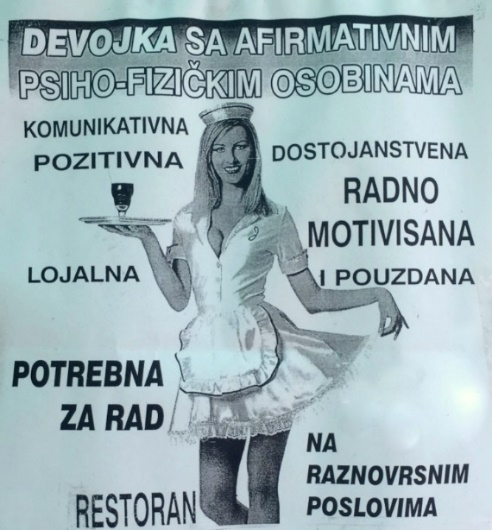 DEVOJKA SA AFIRMATIVNIM
PSIHO-FIZIČKIM OSOBINAMA
KOMUNIKATIVNA
POZITIVNA
DOSTOJANSTVENA
RADNO
MOTIVISANA
LOJALNA
I POUZDANA
POTREBNA
ZA RAD
NA
RAZNOVRSNIM
POSLOVIMA
RESTORAN